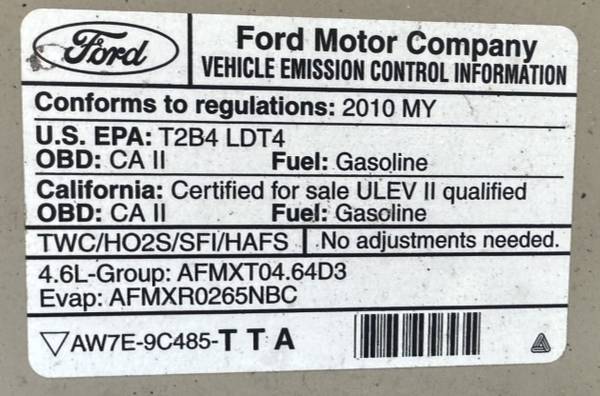 Ford
Ford Motor Company
VEHICLE EMISSION CONTROL INFORMATION
Conforms to regulations: 2010 MY
U.S. EPA: T2B4 LDT4
OBD: CA II Fuel: Gasoline
California: Certified for sale ULEV II qualified
OBD: CA II Fuel: Gasoline
TWC/HO2S/SFI/HAFS No adjustments needed.
4.6L-Group: AFMXT04.64D3
Evap: AFMXR0265NBC
AW7E-9C485-TTA